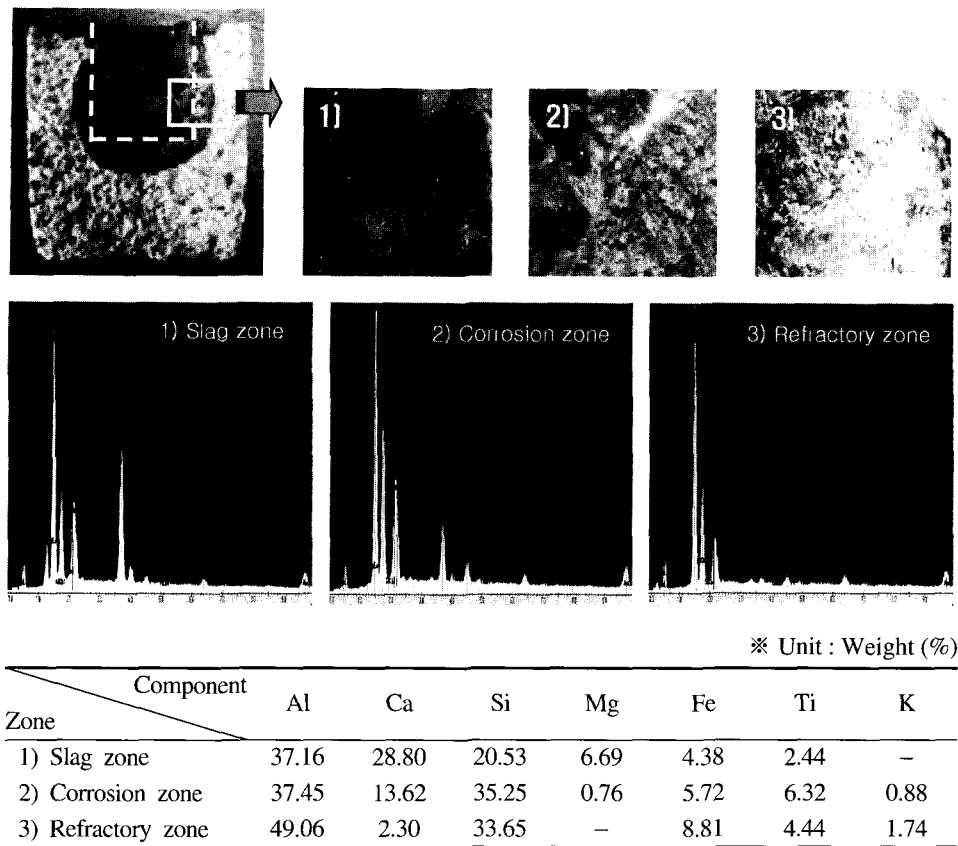 1)
2)
3)
1) Slag zone
2) Corrosion zone
3) Refractory zone
※ Unit : Weight (%)
Component
Zone
Al Ca Si Mg Fe Ti K
1) Slag zone 37.16 28.80 20.53 6.69 4.38 2.44 –
2) Corrosion zone 37.45 13.62 35.25 0.76 5.72 6.32 0.88
3) Refractory zone 49.06 2.30 33.65 – 8.81 4.44 1.74